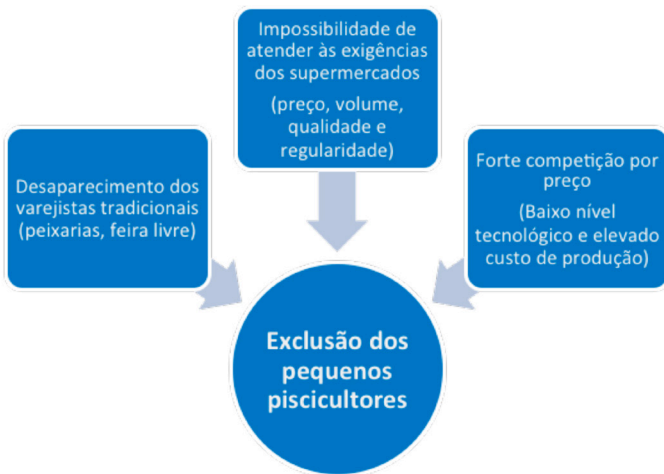 Impossibilidade de
atender às exigências
dos supermercados
(preço, volume,
qualidade e
regularidade)
Desaparecimento dos
varejistas tradicionais
(peixarias, feira livre)
Forte competição por
preço
(Baixo nível
tecnológico e elevado
custo de produção)
Exclusão dos
pequenos
piscicultores